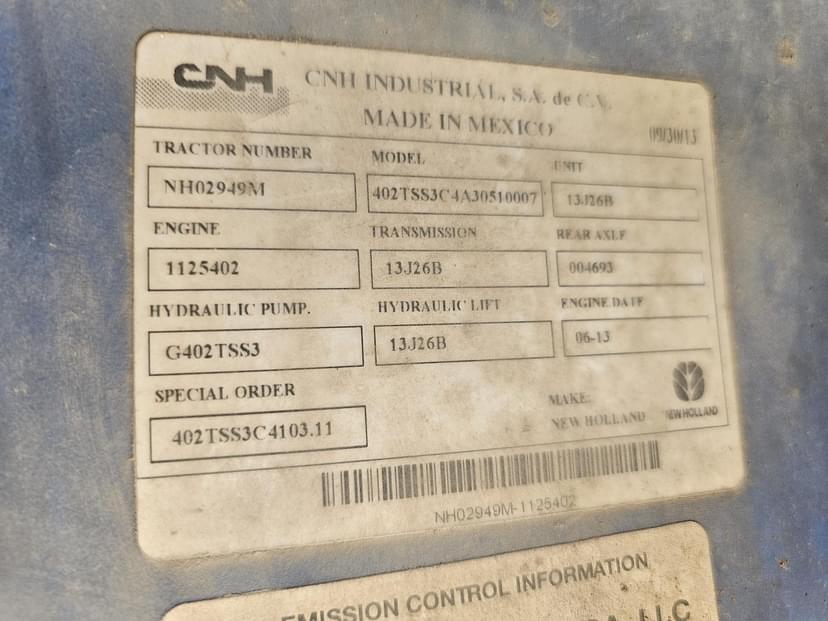 CNH CNH INDUSTRIAL, S.A. de C.V.
MADE IN MEXICO 09/30/13
TRACTOR NUMBER MODEL UNIT
NH02949M 402TSS3C4A30510007 13J26B
ENGINE TRANSMISSION REAR AXLE
1125402 13J26B 004693
HYDRAULIC PUMP. HYDRAULIC LIFT ENGINE DATE
G402TSS3 13J26B 06-13
SPECIAL ORDER MAKE:
402TSS3C4103.11 NEW HOLLAND NEW HOLLAND
NH02949M-1125402
EMISSION CONTROL INFORMATION
LLC